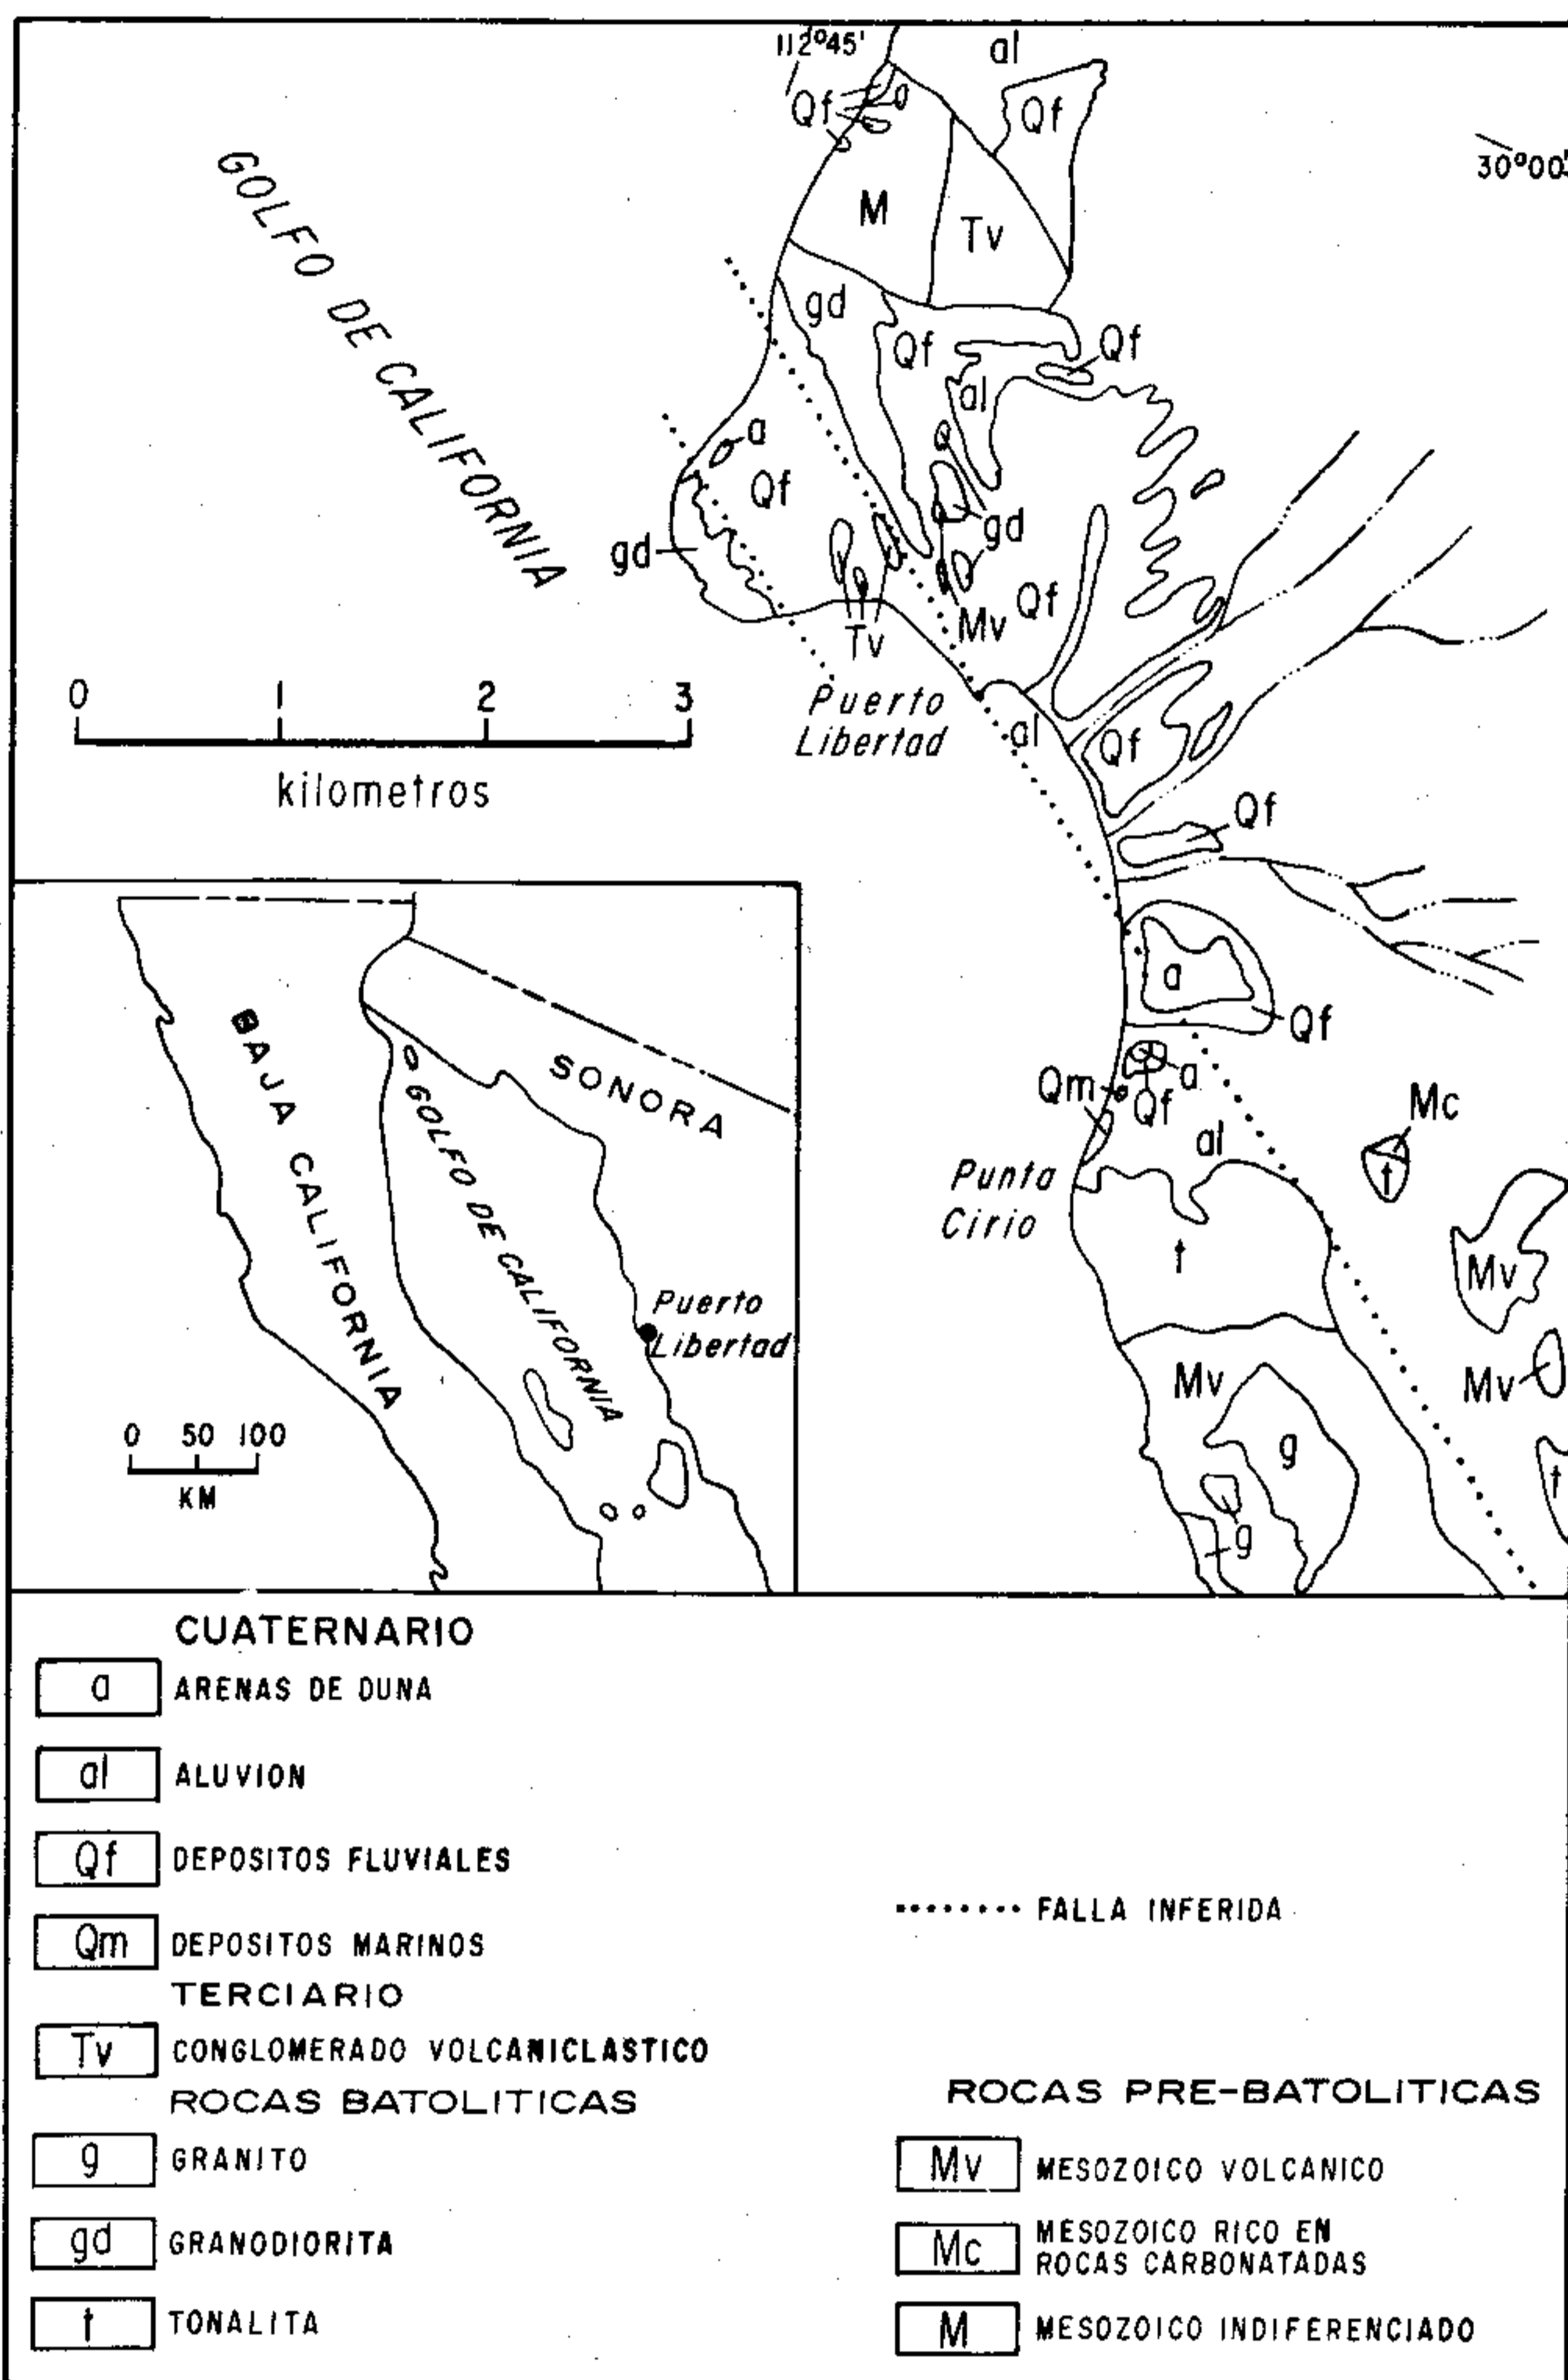 112°45'
al
Qf
Qf
30°00'
GOLFO DE CALIFORNIA
M
Tv
gd
Qf
Qf
al
a
Qf
gd
gd
Qf
Mv
Tv
0 1 2 3
kilometros
Puerto
Libertad
al
Qf
Qf
a
Qf
a
Qm
Qf
Mc
al
t
Punta
Cirio
t
Mv
Mv
Mv
g
t
g
BAJA CALIFORNIA
SONORA
GOLFO DE CALIFORNIA
Puerto
Libertad
0 50 100
KM
CUATERNARIO
a ARENAS DE DUNA
al ALUVION
Qf DEPOSITOS FLUVIALES
Qm DEPOSITOS MARINOS
TERCIARIO
Tv CONGLOMERADO VOLCANICLASTICO
ROCAS BATOLITICAS
g GRANITO
gd GRANODIORITA
t TONALITA
FALLA INFERIDA
ROCAS PRE-BATOLITICAS
Mv MESOZOICO VOLCANICO
Mc MESOZOICO RICO EN
ROCAS CARBONATADAS
M MESOZOICO INDIFERENCIADO